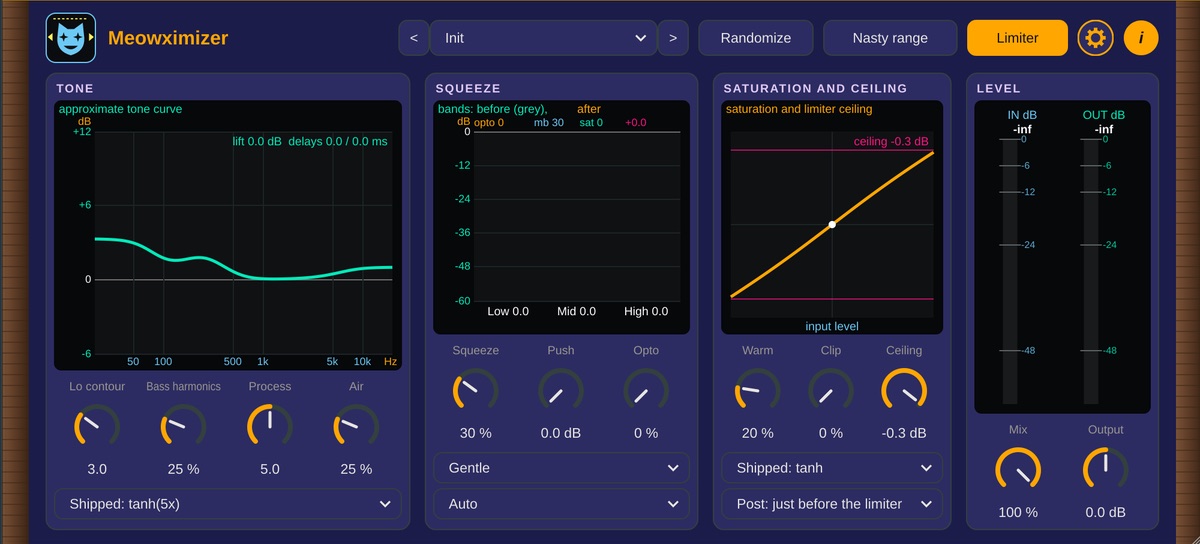 Meowximizer
<
Init
>
Randomize
Nasty range
Limiter
i
TONE
approximate tone curve
dB
+12
lift 0.0 dB delays 0.0 / 0.0 ms
+6
0
-6
50 100 500 1k 5k 10k Hz
Lo contour Bass harmonics Process Air
3.0 25 % 5.0 25 %
Shipped: tanh(5x)
SQUEEZE
bands: before (grey), after
dB opto 0 mb 30 sat 0 +0.0
0
-12
-24
-36
-48
-60
Low 0.0 Mid 0.0 High 0.0
Squeeze Push Opto
30 % 0.0 dB 0 %
Gentle
Auto
SATURATION AND CEILING
saturation and limiter ceiling
ceiling -0.3 dB
input level
Warm Clip Ceiling
20 % 0 % -0.3 dB
Shipped: tanh
Post: just before the limiter
LEVEL
IN dB OUT dB
-inf -inf
-0 -0
-6 -6
-12 -12
-24 -24
-48 -48
Mix Output
100 % 0.0 dB